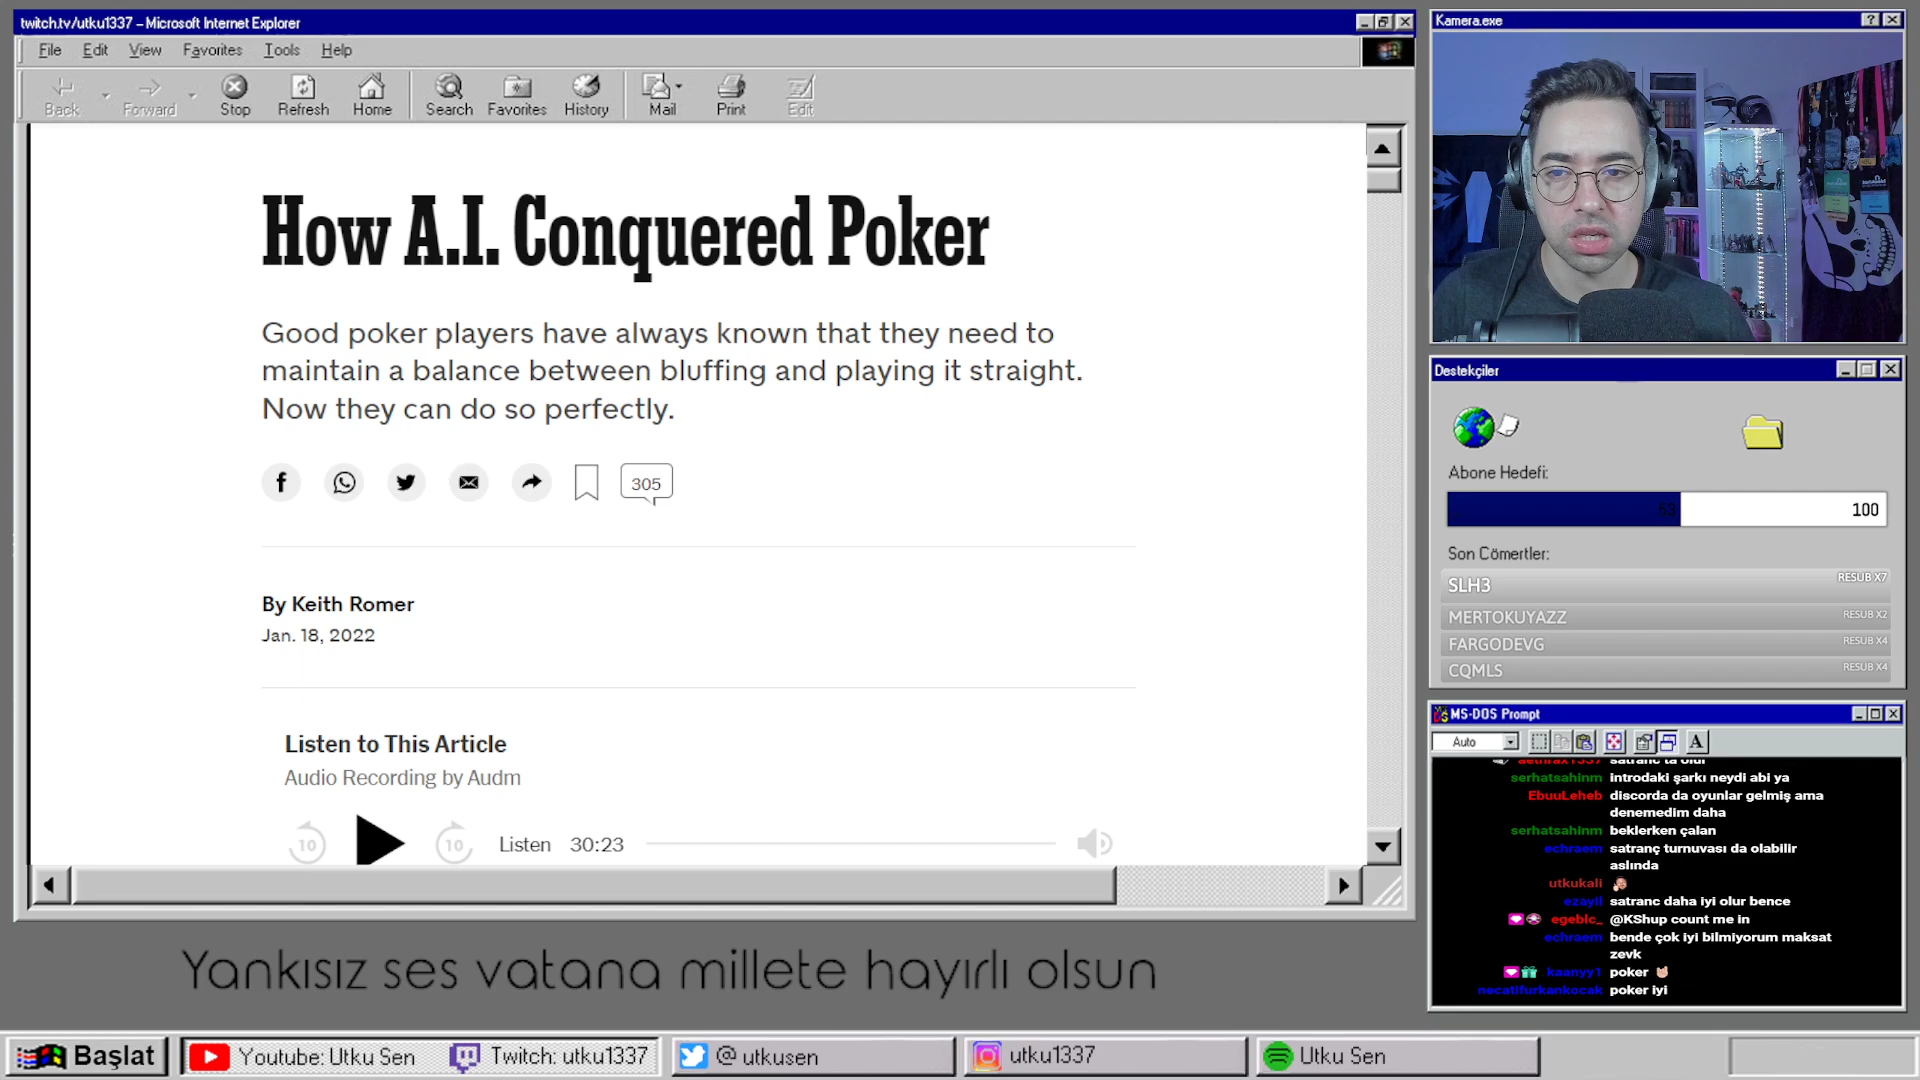 twitch.tv/utku1337 – Microsoft Internet Explorer
File Edit View Favorites Tools Help
Back Forward Stop Refresh Home Search Favorites History Mail Print Edit
How A.I. Conquered Poker
Good poker players have always known that they need to
maintain a balance between bluffing and playing it straight.
Now they can do so perfectly.
305
By Keith Romer
Jan. 18, 2022
Listen to This Article
Audio Recording by Audm
10 10 Listen 30:23
Yankısız ses vatana millete hayırlı olsun
Kamera.exe
Destekçiler
Abone Hedefi:
53 100
Son Cömertler:
SLH3 RESUB X7
MERTOKUYAZZ RESUB X2
FARGODEVG RESUB X4
CQMLS RESUB X4
MS-DOS Prompt
Auto A
serhatsahinm introdaki şarkı neydi abi ya
EbuuLeheb discorda da oyunlar gelmiş ama
denemedim daha
serhatsahinm beklerken çalan
echraem satranç turnuvası da olabilir
aslında
utkukali
ezayll satranc daha iyi olur bence
egeblc_ @KShup count me in
echraem bende çok iyi bilmiyorum maksat
zevk
kaanyy1 poker
necatifurkankocak poker iyi
Başlat Youtube: Utku Sen Twitch: utku1337 @utkusen utku1337 Utku Sen